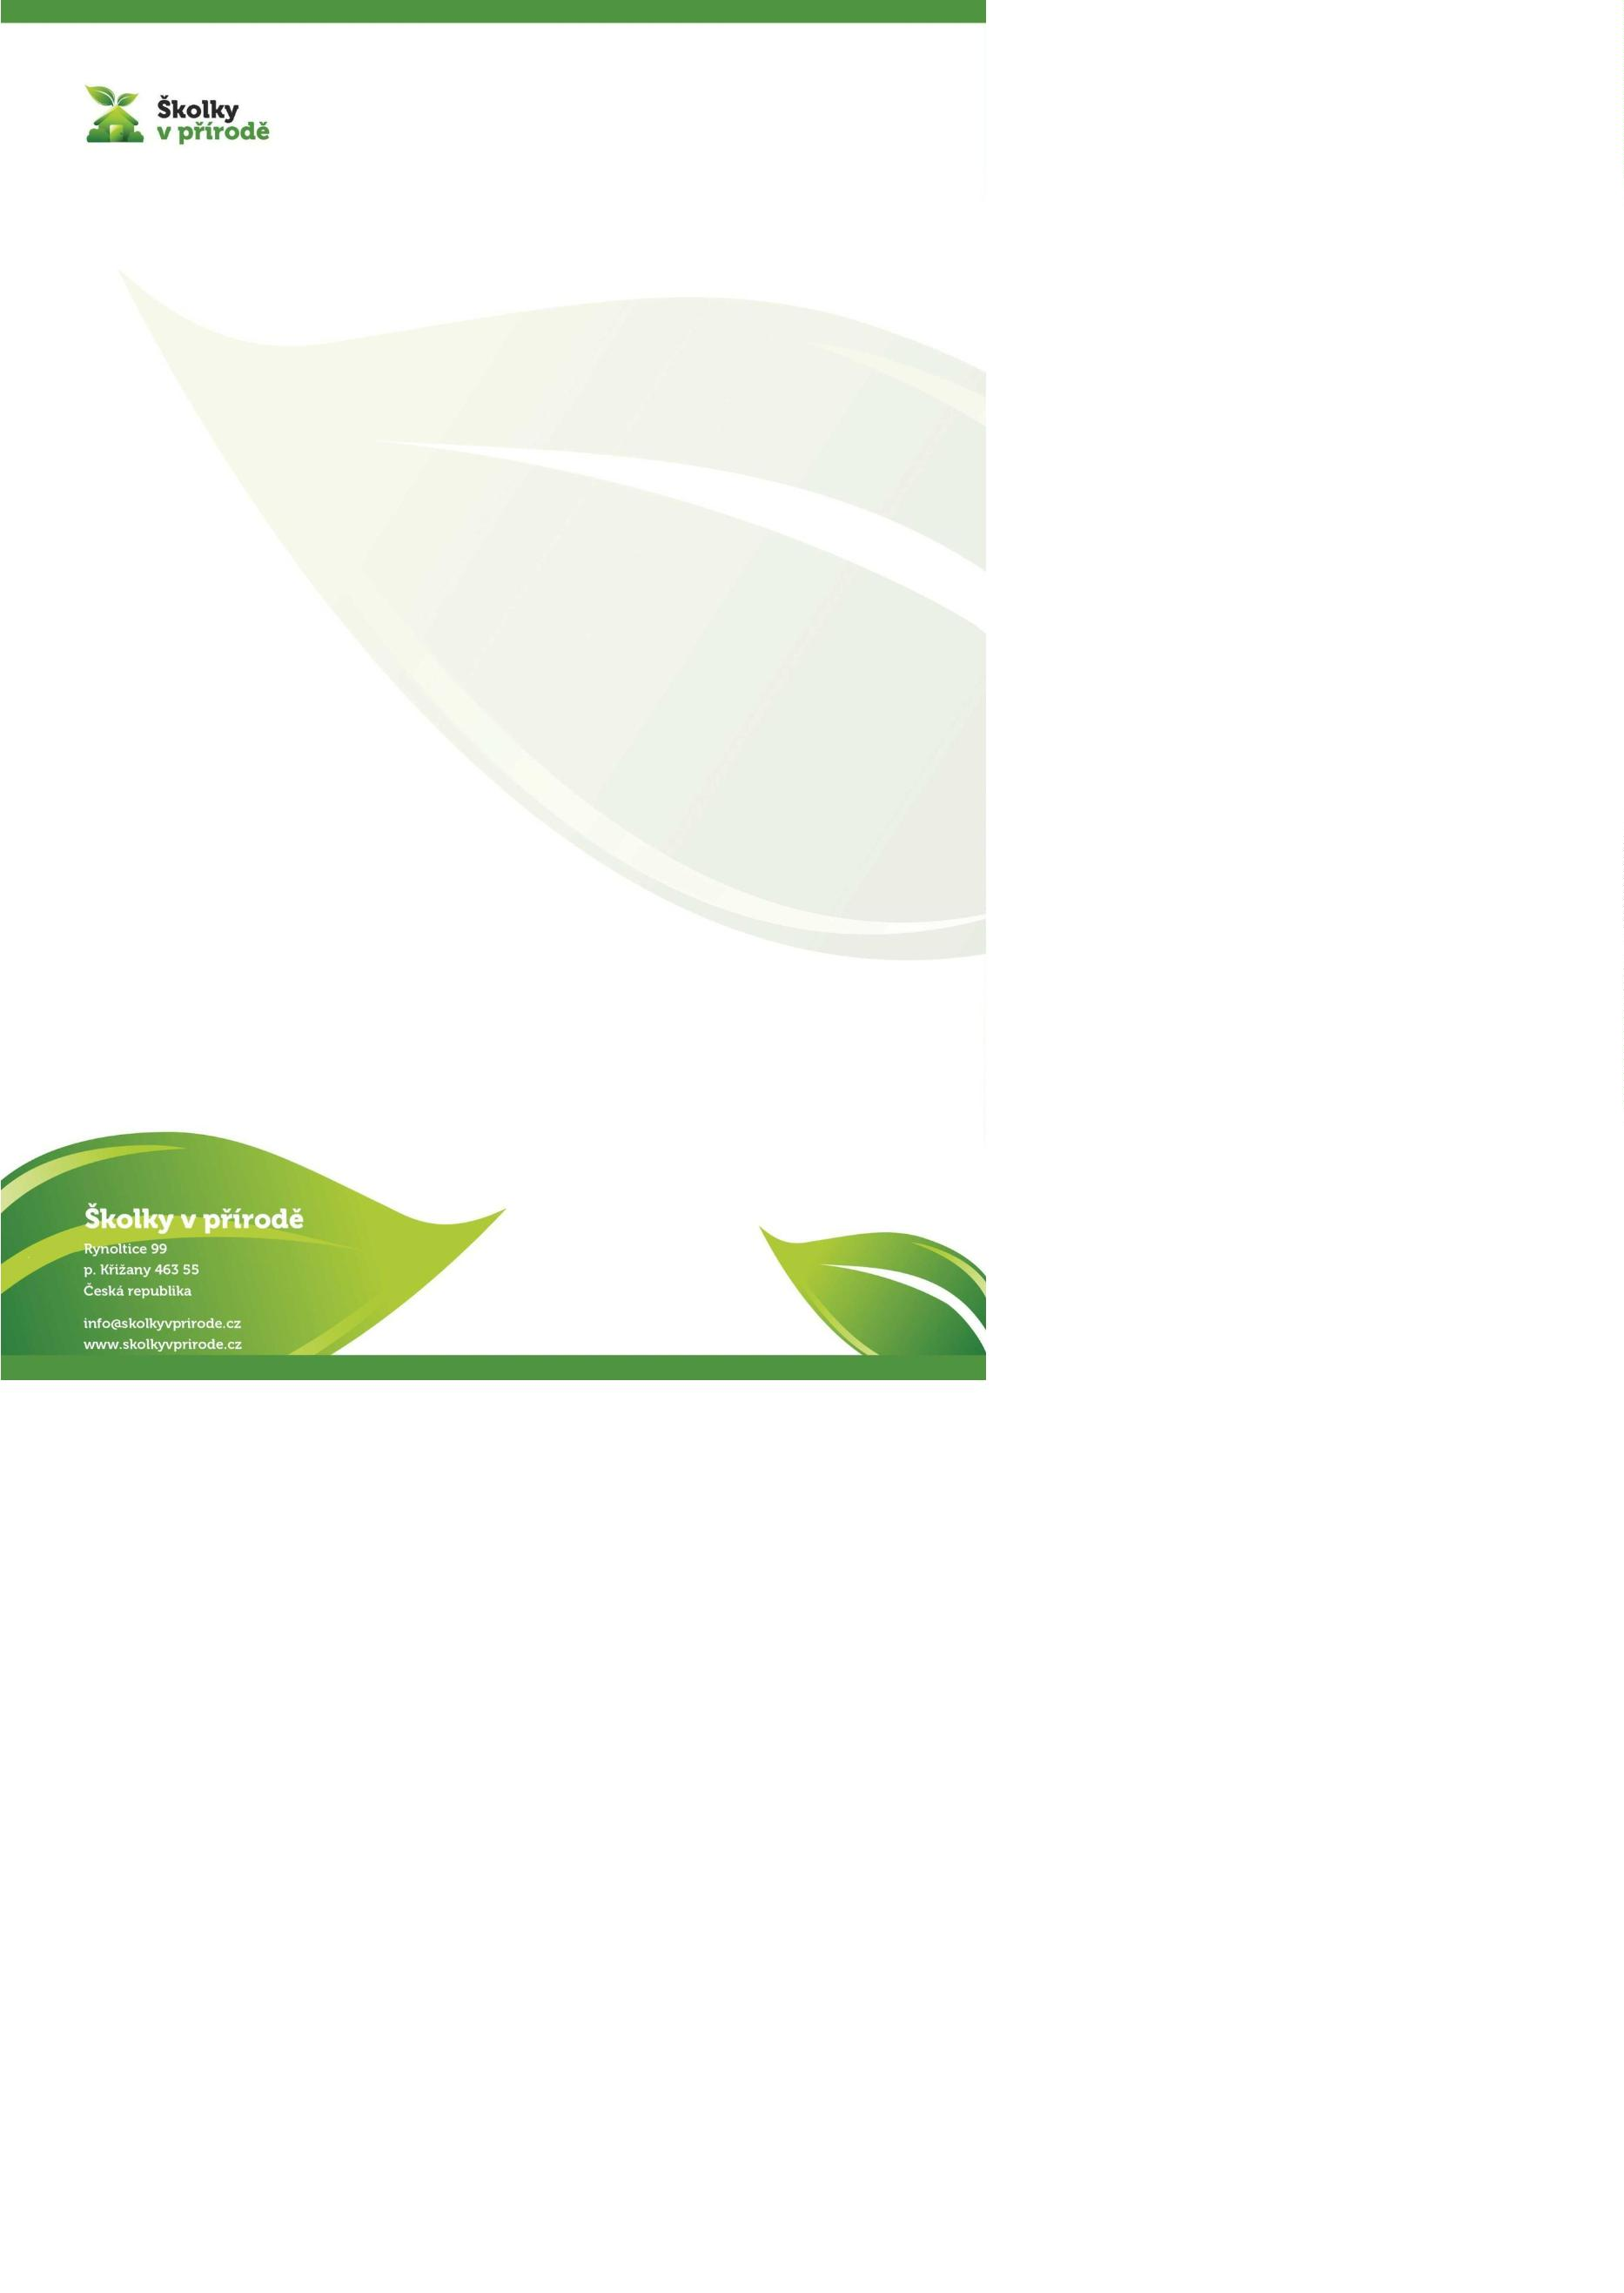 Školky
v přírodě
Školky v přírodě
Rynoltice 99
p. Křižany 463 55
Česká republika
info@skolkyvprirode.cz
www.skolkyvprirode.cz